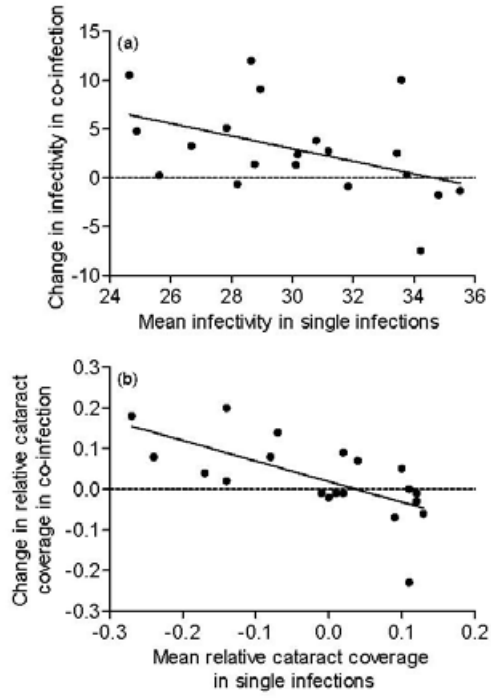 (a)
Change in infectivity in co-infection
15
10
5
0
-5
-10
24 26 28 30 32 34 36
Mean infectivity in single infections
(b)
Change in relative cataract
coverage in co-infection
0.3
0.2
0.1
0.0
-0.1
-0.2
-0.3
-0.3 -0.2 -0.1 0.0 0.1 0.2
Mean relative cataract coverage
in single infections